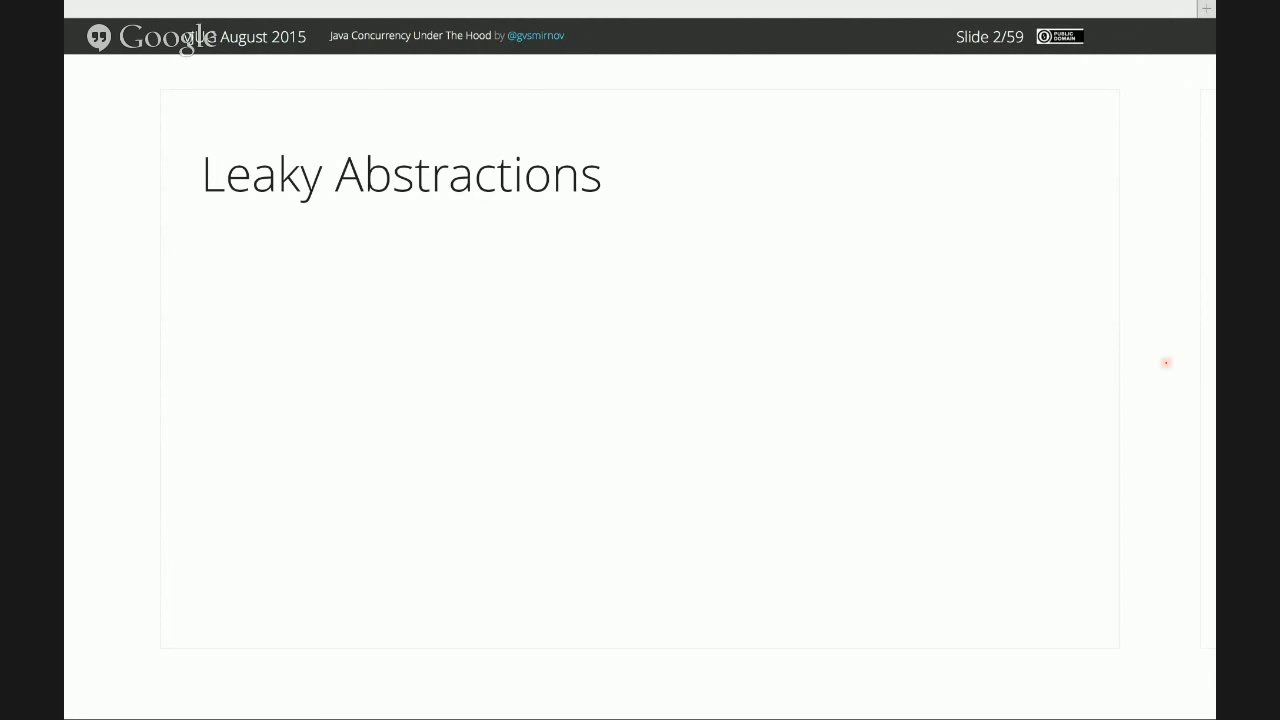 Google
August 2015
Java Concurrency Under The Hood by @gvsmirnov
Slide 2/59
PUBLIC DOMAIN
Leaky Abstractions